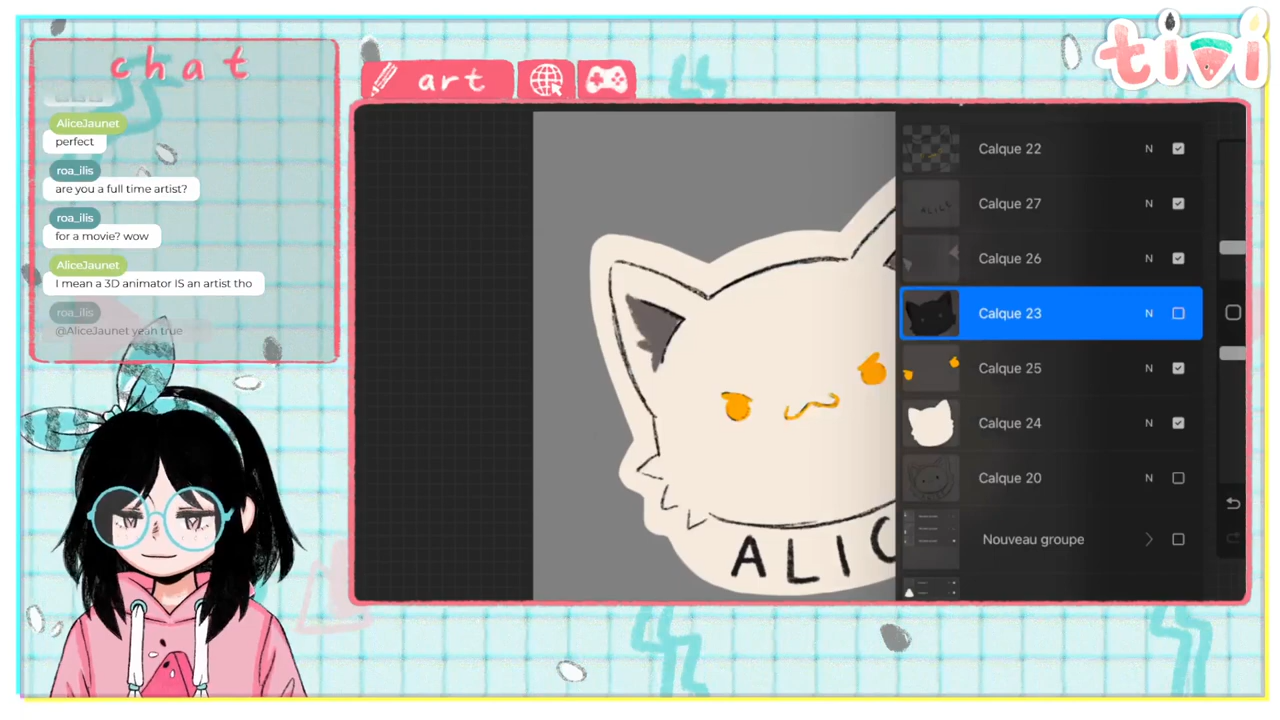 chat
AliceJaunet
perfect
roa_ilis
are you a full time artist?
roa_ilis
for a movie? wow
AliceJaunet
I mean a 3D animator IS an artist tho
roa_ilis
@AliceJaunet yeah true
art
tivi
ALIC
Calque 22 N
Calque 27 N
Calque 26 N
Calque 23 N
Calque 25 N
Calque 24 N
Calque 20 N
Nouveau groupe